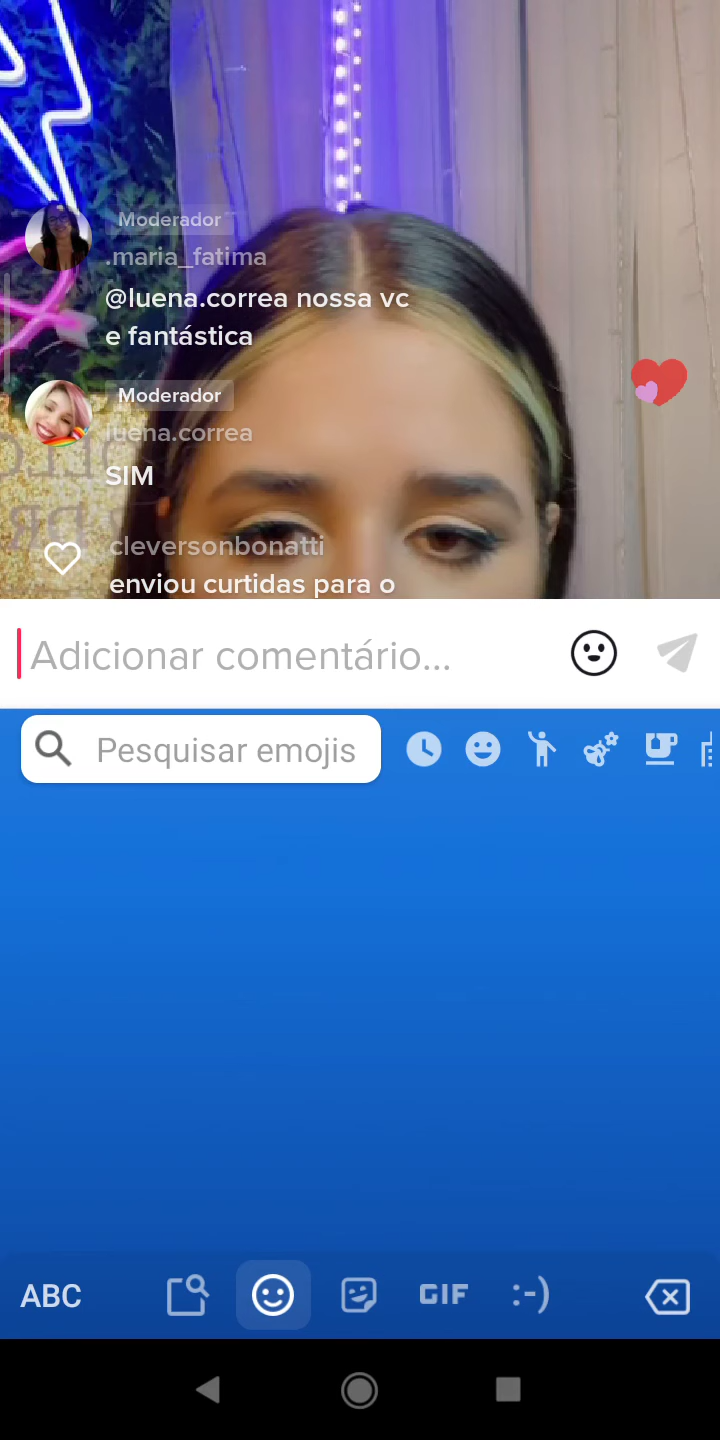 Moderador
.maria_fatima
@luena.correa nossa vc
e fantástica
Moderador
luena.correa
SIM
cleversonbonatti
enviou curtidas para o
Adicionar comentário...
Pesquisar emojis
ABC
GIF
:-)